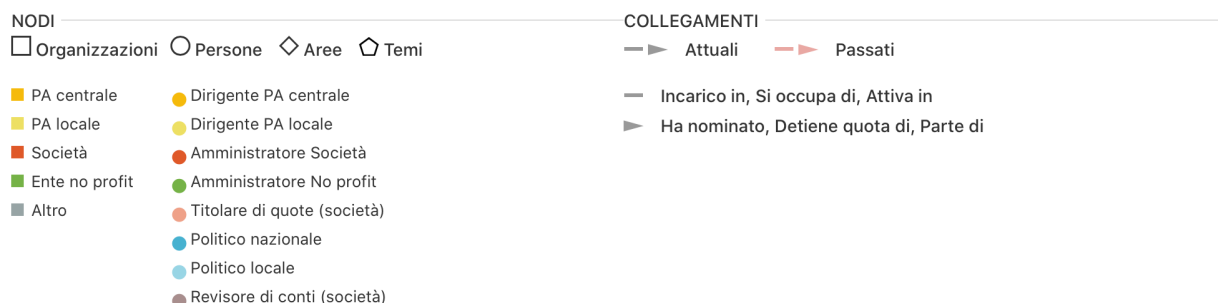 NODI
Organizzazioni Persone Aree Temi
PA centrale
PA locale
Società
Ente no profit
Altro
Dirigente PA centrale
Dirigente PA locale
Amministratore Società
Amministratore No profit
Titolare di quote (società)
Politico nazionale
Politico locale
Revisore di conti (società)
COLLEGAMENTI
Attuali Passati
Incarico in, Si occupa di, Attiva in
Ha nominato, Detiene quota di, Parte di